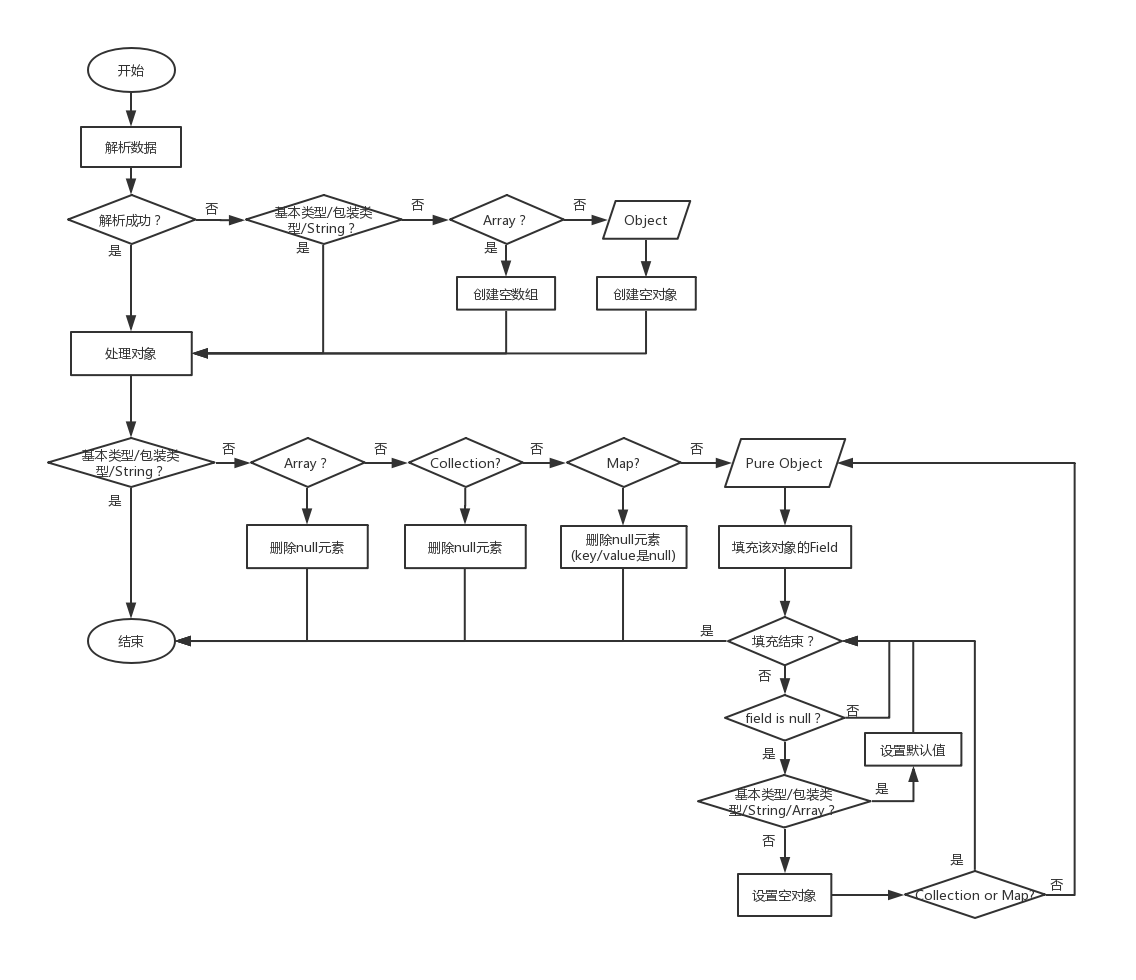 开始
解析数据
解析成功？
否
基本类型/包装类
型/String？
否
Array？
否
Object
是
是
是
创建空数组
创建空对象
处理对象
基本类型/包装类
型/String？
否
Array？
否
Collection?
否
Map?
否
Pure Object
是
删除null元素
删除null元素
删除null元素
(key/value是null)
填充该对象的Field
结束
是
填充结束？
否
field is null？
否
是
设置默认值
基本类型/包装类
型/String/Array？
是
否
设置空对象
是
Collection or Map?
否